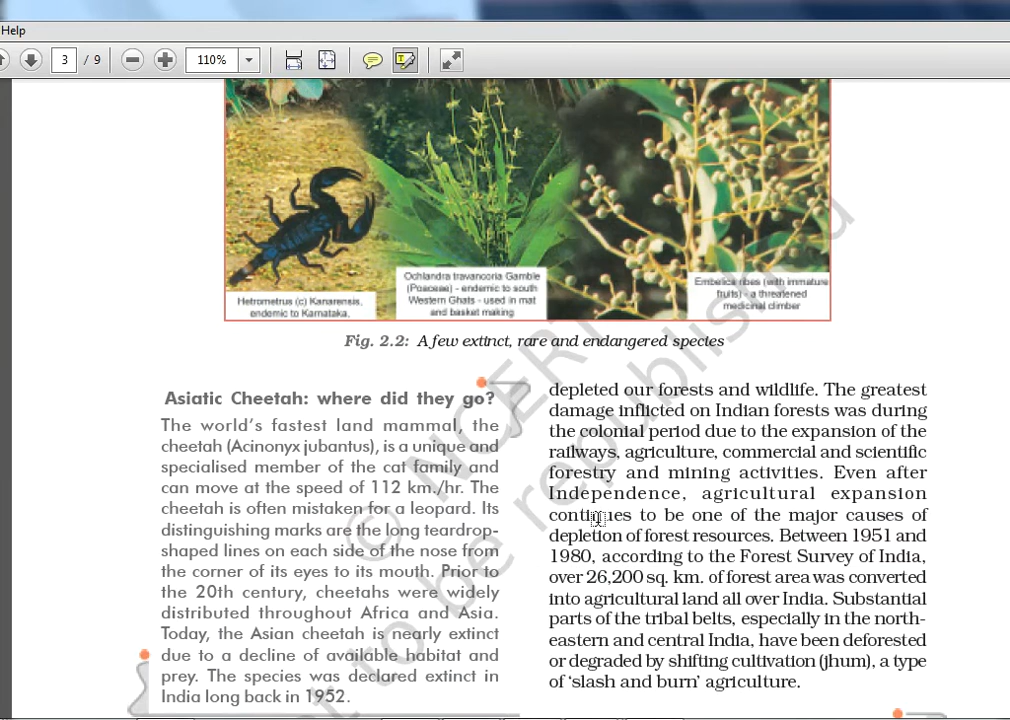 Help
3 / 9
110%
Hetrometrus (c) Kanarensis,
endemic to Karnataka.
Ochlandra travancoria Gamble
(Poaceae) - endemic to south
Western Ghats - used in mat
and basket making
Embelica ribes (with immature
fruits) - a threatened
medicinal climber
Fig. 2.2: A few extinct, rare and endangered species
Asiatic Cheetah: where did they go?
The world's fastest land mammal, the
cheetah (Acinonyx jubantus), is a unique and
specialised member of the cat family and
can move at the speed of 112 km./hr. The
cheetah is often mistaken for a leopard. Its
distinguishing marks are the long teardrop-
shaped lines on each side of the nose from
the corner of its eyes to its mouth. Prior to
the 20th century, cheetahs were widely
distributed throughout Africa and Asia.
Today, the Asian cheetah is nearly extinct
due to a decline of available habitat and
prey. The species was declared extinct in
India long back in 1952.
depleted our forests and wildlife. The greatest
damage inflicted on Indian forests was during
the colonial period due to the expansion of the
railways, agriculture, commercial and scientific
forestry and mining activities. Even after
Independence, agricultural expansion
continues to be one of the major causes of
depletion of forest resources. Between 1951 and
1980, according to the Forest Survey of India,
over 26,200 sq. km. of forest area was converted
into agricultural land all over India. Substantial
parts of the tribal belts, especially in the north-
eastern and central India, have been deforested
or degraded by shifting cultivation (jhum), a type
of 'slash and burn' agriculture.
© NCERT
not to be republished